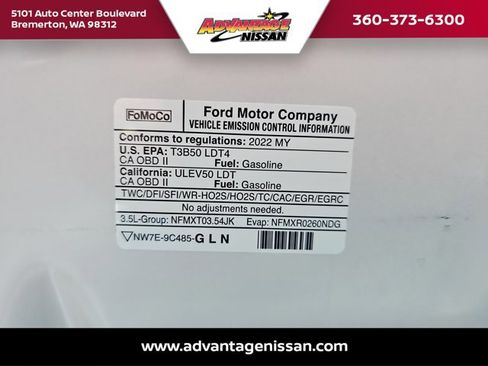 5101 Auto Center Boulevard
Bremerton, WA 98312
ADVANTAGE
NISSAN
360-373-6300
FoMoCo
Ford Motor Company
VEHICLE EMISSION CONTROL INFORMATION
Conforms to regulations: 2022 MY
U.S. EPA: T3B50 LDT4
CA OBD II Fuel: Gasoline
California: ULEV50 LDT
CA OBD II Fuel: Gasoline
TWC/DFI/SFI/WR-HO2S/HO2S/TC/CAC/EGR/EGRC
No adjustments needed.
3.5L-Group: NFMXT03.54JK Evap: NFMXR0260NDG
NW7E-9C485-GLN
www.advantagenissan.com